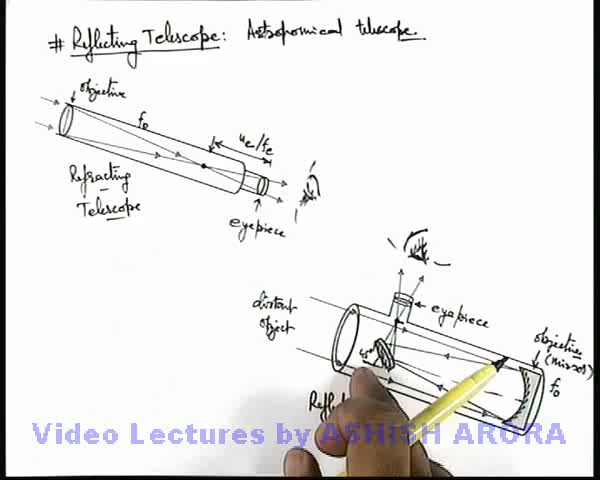 # Reflecting Telescope: Astronomical telescope.
objective
fo
ue/fe
Refracting
Telescope
eyepiece
distant
object
eyepiece
objective
(mirror)
fo
45°
Video Lectures by ASHISH ARORA